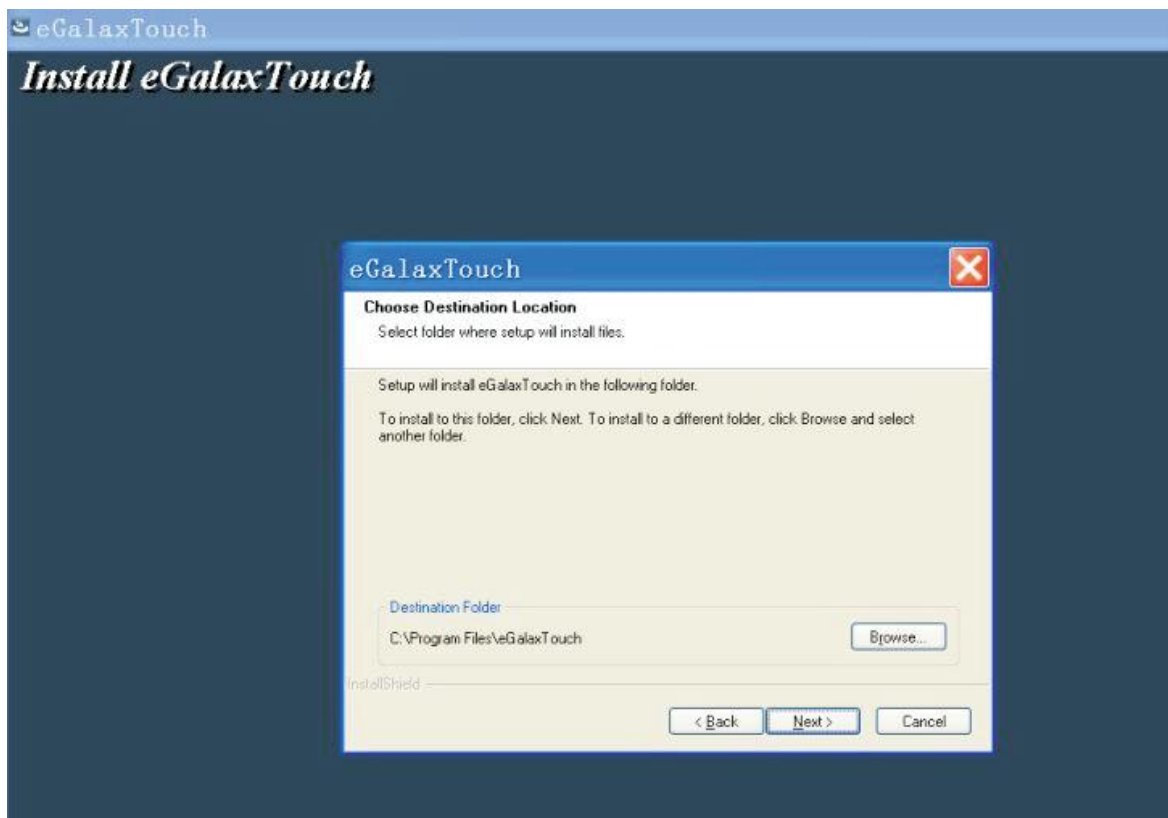 eGalaxTouch
Install eGalaxTouch
eGalaxTouch
Choose Destination Location
Select folder where setup will install files.
Setup will install eGalaxTouch in the following folder.
To install to this folder, click Next. To install to a different folder, click Browse and select
another folder.
Destination Folder
C:\Program Files\eGalaxTouch
Browse...
InstallShield
< Back
Next >
Cancel